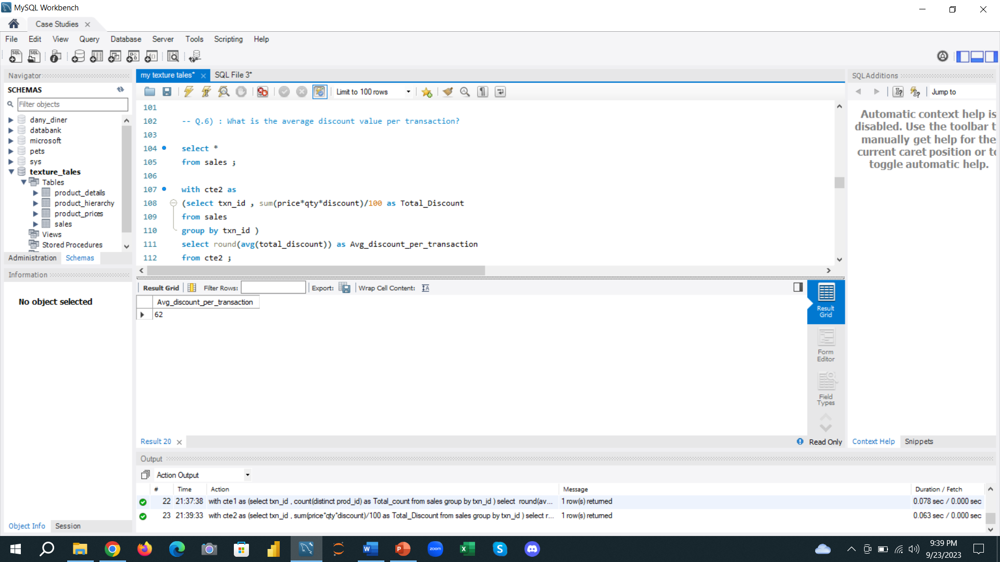 MySQL Workbench
Case Studies
File Edit View Query Database Server Tools Scripting Help
Navigator
SCHEMAS
Filter objects
dany_diner
databank
microsoft
pets
sys
texture_tales
Tables
product_details
product_hierarchy
product_prices
sales
Views
Stored Procedures
Administration Schemas
Information
No object selected
Object Info Session
my texture tales* SQL File 3*
Limit to 100 rows
101
102 -- Q.6) : What is the average discount value per transaction?
103
104 select *
105 from sales ;
106
107 with cte2 as
108 (select txn_id , sum(price*qty*discount)/100 as Total_Discount
109 from sales
110 group by txn_id )
111 select round(avg(total_discount)) as Avg_discount_per_transaction
112 from cte2 ;
Result Grid Filter Rows: Export: Wrap Cell Content:
Avg_discount_per_transaction
62
Result Grid
Form Editor
Field Types
Result 20
Read Only
SQLAdditions
Jump to
Automatic context help is
disabled. Use the toolbar t
manually get help for the
current caret position or to
toggle automatic help.
Context Help Snippets
Output
Action Output
# Time Action Message Duration / Fetch
22 21:37:38 with cte1 as (select txn_id , count(distinct prod_id) as Total_count from sales group by txn_id ) select round(av... 1 row(s) returned 0.078 sec / 0.000 sec
23 21:39:33 with cte2 as (select txn_id , sum(price*qty*discount)/100 as Total_Discount from sales group by txn_id ) select r... 1 row(s) returned 0.063 sec / 0.000 sec
zoom
9:39 PM
9/23/2023